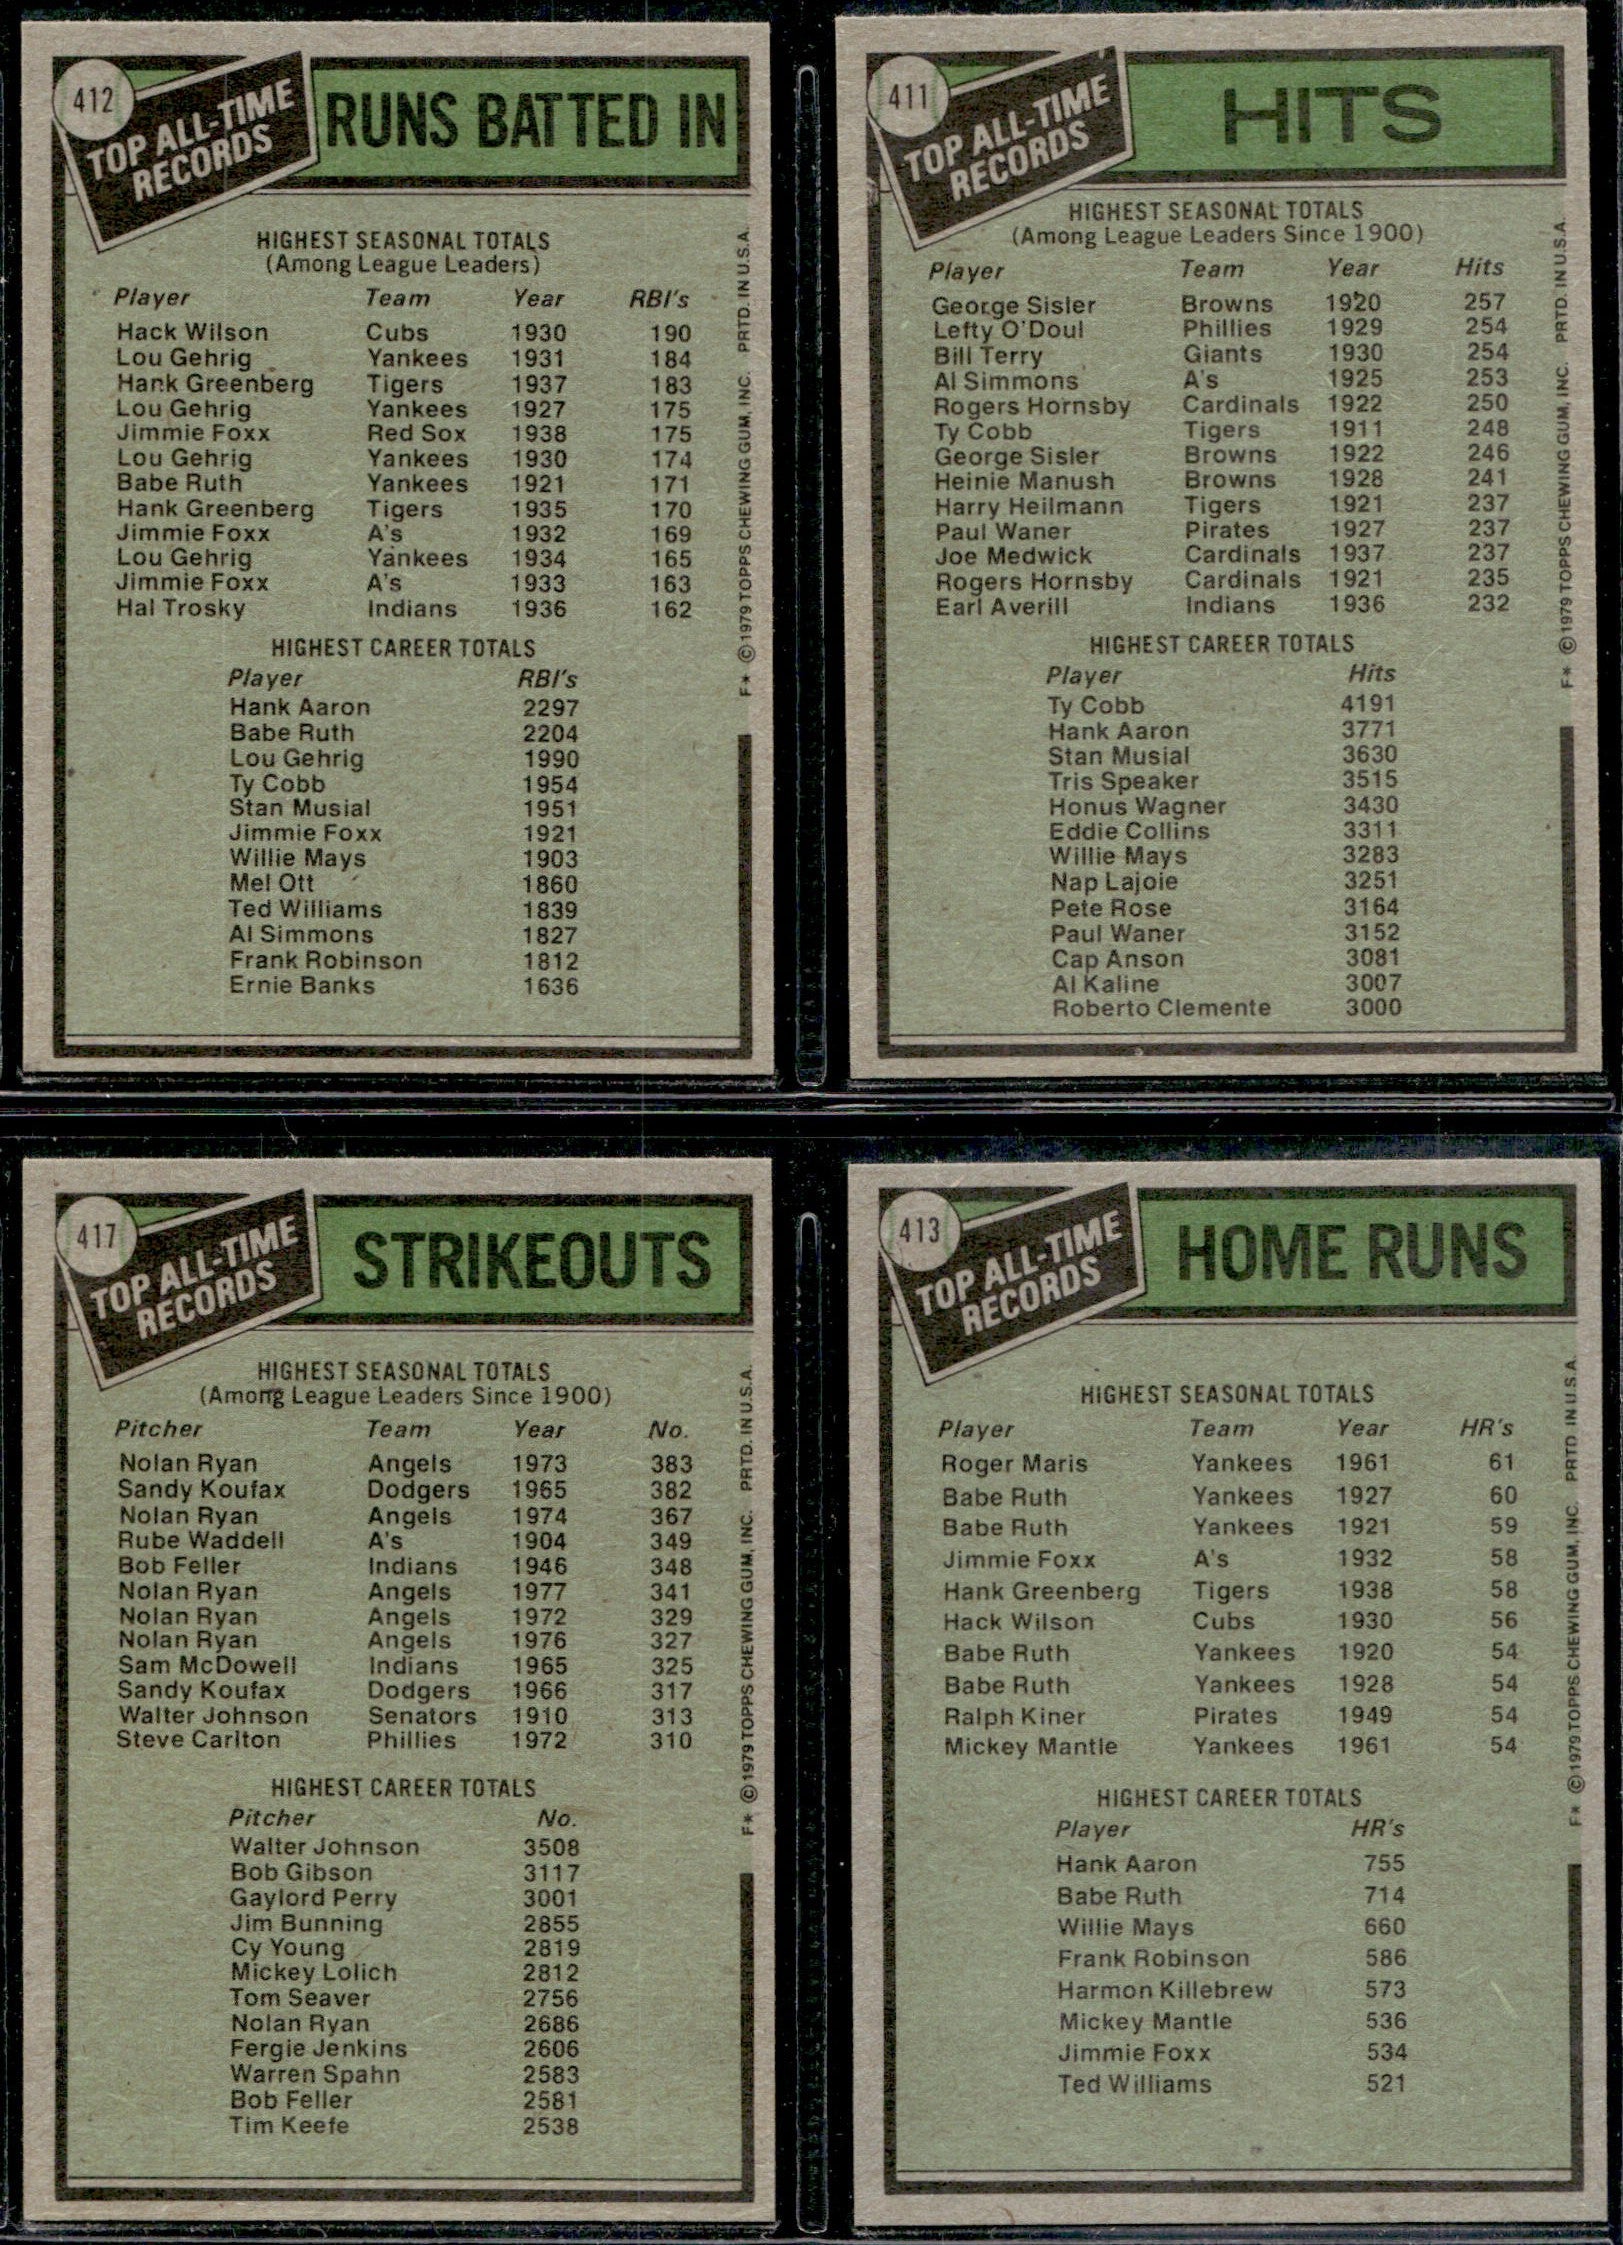 412
TOP ALL-TIME
RECORDS
RUNS BATTED IN
HIGHEST SEASONAL TOTALS
(Among League Leaders)
Player Team Year RBI's
Hack Wilson Cubs 1930 190
Lou Gehrig Yankees 1931 184
Hank Greenberg Tigers 1937 183
Lou Gehrig Yankees 1927 175
Jimmie Foxx Red Sox 1938 175
Lou Gehrig Yankees 1930 174
Babe Ruth Yankees 1921 171
Hank Greenberg Tigers 1935 170
Jimmie Foxx A's 1932 169
Lou Gehrig Yankees 1934 165
Jimmie Foxx A's 1933 163
Hal Trosky Indians 1936 162
HIGHEST CAREER TOTALS
Player RBI's
Hank Aaron 2297
Babe Ruth 2204
Lou Gehrig 1990
Ty Cobb 1954
Stan Musial 1951
Jimmie Foxx 1921
Willie Mays 1903
Mel Ott 1860
Ted Williams 1839
Al Simmons 1827
Frank Robinson 1812
Ernie Banks 1636
F* © 1979 TOPPS CHEWING GUM, INC. PRTD. IN U.S.A.
411
TOP ALL-TIME
RECORDS
HITS
HIGHEST SEASONAL TOTALS
(Among League Leaders Since 1900)
Player Team Year Hits
George Sisler Browns 1920 257
Lefty O'Doul Phillies 1929 254
Bill Terry Giants 1930 254
Al Simmons A's 1925 253
Rogers Hornsby Cardinals 1922 250
Ty Cobb Tigers 1911 248
George Sisler Browns 1922 246
Heinie Manush Browns 1928 241
Harry Heilmann Tigers 1921 237
Paul Waner Pirates 1927 237
Joe Medwick Cardinals 1937 237
Rogers Hornsby Cardinals 1921 235
Earl Averill Indians 1936 232
HIGHEST CAREER TOTALS
Player Hits
Ty Cobb 4191
Hank Aaron 3771
Stan Musial 3630
Tris Speaker 3515
Honus Wagner 3430
Eddie Collins 3311
Willie Mays 3283
Nap Lajoie 3251
Pete Rose 3164
Paul Waner 3152
Cap Anson 3081
Al Kaline 3007
Roberto Clemente 3000
F* © 1979 TOPPS CHEWING GUM, INC. PRTD. IN U.S.A.
417
TOP ALL-TIME
RECORDS
STRIKEOUTS
HIGHEST SEASONAL TOTALS
(Among League Leaders Since 1900)
Pitcher Team Year No.
Nolan Ryan Angels 1973 383
Sandy Koufax Dodgers 1965 382
Nolan Ryan Angels 1974 367
Rube Waddell A's 1904 349
Bob Feller Indians 1946 348
Nolan Ryan Angels 1977 341
Nolan Ryan Angels 1972 329
Nolan Ryan Angels 1976 327
Sam McDowell Indians 1965 325
Sandy Koufax Dodgers 1966 317
Walter Johnson Senators 1910 313
Steve Carlton Phillies 1972 310
HIGHEST CAREER TOTALS
Pitcher No.
Walter Johnson 3508
Bob Gibson 3117
Gaylord Perry 3001
Jim Bunning 2855
Cy Young 2819
Mickey Lolich 2812
Tom Seaver 2756
Nolan Ryan 2686
Fergie Jenkins 2606
Warren Spahn 2583
Bob Feller 2581
Tim Keefe 2538
F* © 1979 TOPPS CHEWING GUM, INC. PRTD. IN U.S.A.
413
TOP ALL-TIME
RECORDS
HOME RUNS
HIGHEST SEASONAL TOTALS
Player Team Year HR's
Roger Maris Yankees 1961 61
Babe Ruth Yankees 1927 60
Babe Ruth Yankees 1921 59
Jimmie Foxx A's 1932 58
Hank Greenberg Tigers 1938 58
Hack Wilson Cubs 1930 56
Babe Ruth Yankees 1920 54
Babe Ruth Yankees 1928 54
Ralph Kiner Pirates 1949 54
Mickey Mantle Yankees 1961 54
HIGHEST CAREER TOTALS
Player HR's
Hank Aaron 755
Babe Ruth 714
Willie Mays 660
Frank Robinson 586
Harmon Killebrew 573
Mickey Mantle 536
Jimmie Foxx 534
Ted Williams 521
F* © 1979 TOPPS CHEWING GUM, INC. PRTD. IN U.S.A.